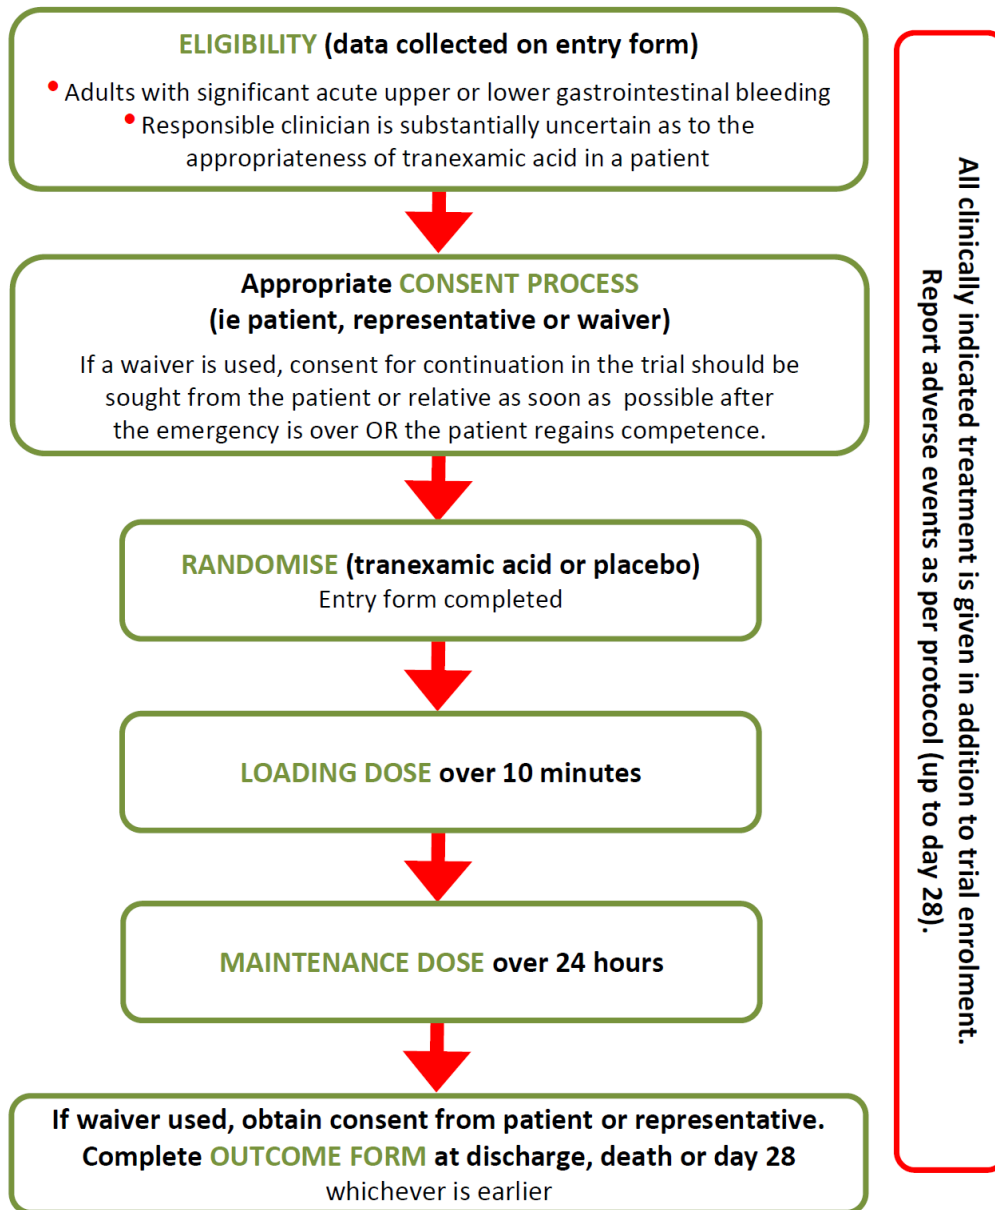 ELIGIBILITY (data collected on entry form)
• Adults with significant acute upper or lower gastrointestinal bleeding
• Responsible clinician is substantially uncertain as to the
appropriateness of tranexamic acid in a patient
Appropriate CONSENT PROCESS
(ie patient, representative or waiver)
If a waiver is used, consent for continuation in the trial should be
sought from the patient or relative as soon as possible after
the emergency is over OR the patient regains competence.
RANDOMISE (tranexamic acid or placebo)
Entry form completed
LOADING DOSE over 10 minutes
MAINTENANCE DOSE over 24 hours
If waiver used, obtain consent from patient or representative.
Complete OUTCOME FORM at discharge, death or day 28
whichever is earlier
All clinically indicated treatment is given in addition to trial enrolment.
Report adverse events as per protocol (up to day 28).